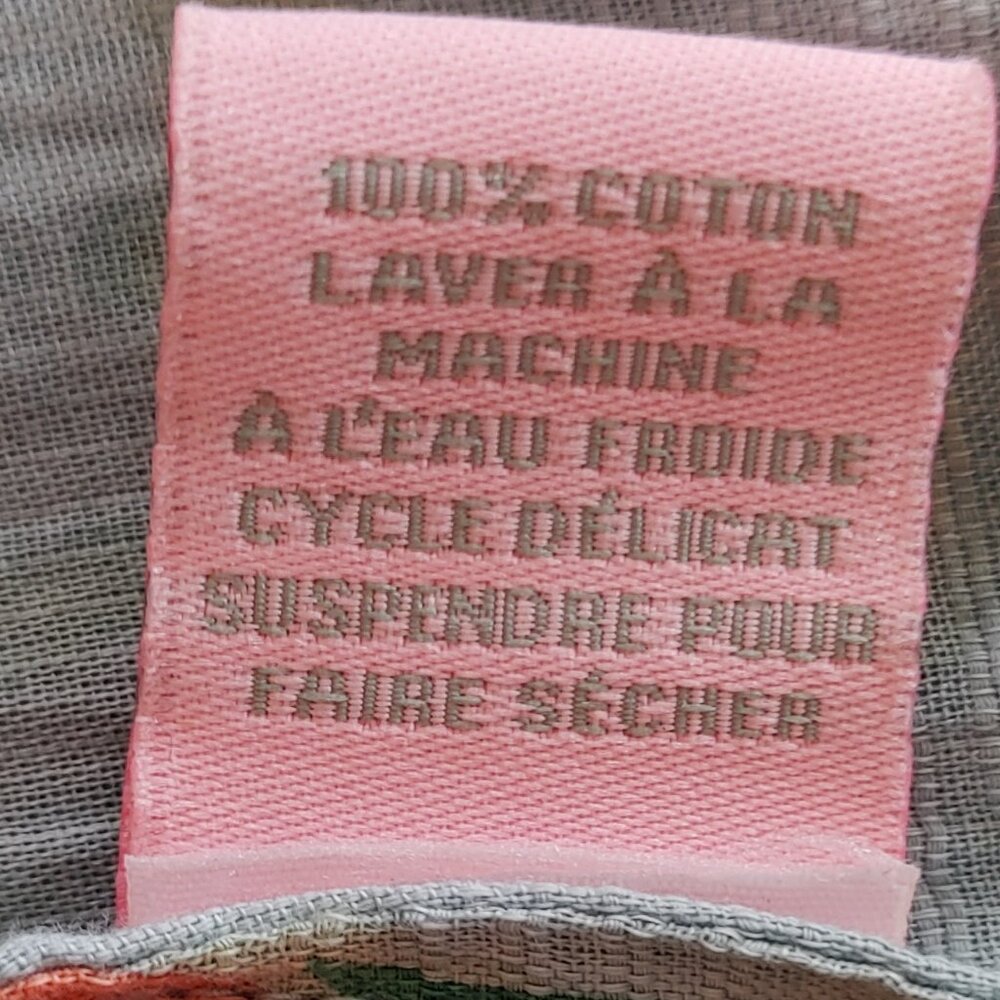 100% COTON
LAVER À LA
MACHINE
À L'EAU FROIDE
CYCLE DÉLICAT
SUSPENDRE POUR
FAIRE SÉCHER